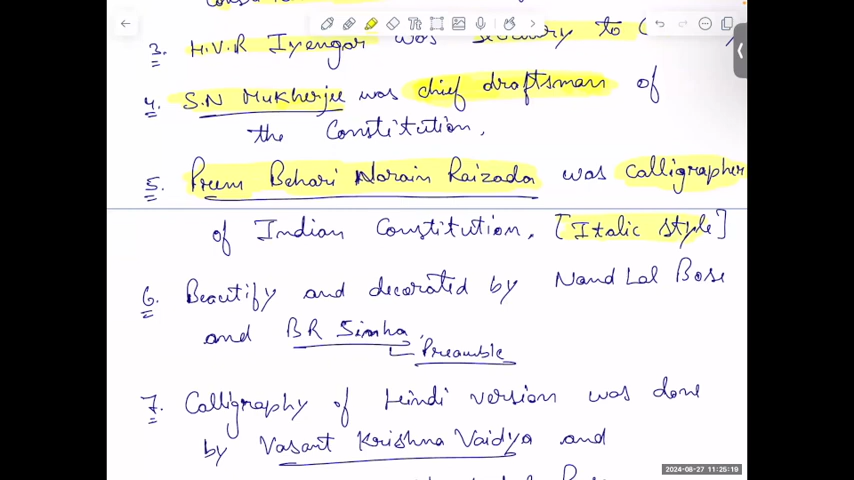 3. H.V.R Iyengar was to
4. S.N Mukherjee was chief draftsman of
the Constitution.
5. Prem Behari Narain Raizada was calligrapher
of Indian Constitution. [Italic style]
6. Beautify and decorated by Nand Lal Bose
and BR Sinha.
Preamble
7. Calligraphy of Hindi version was done
by Vasant Krishna Vaidya and
2024-08-27 11:25:19